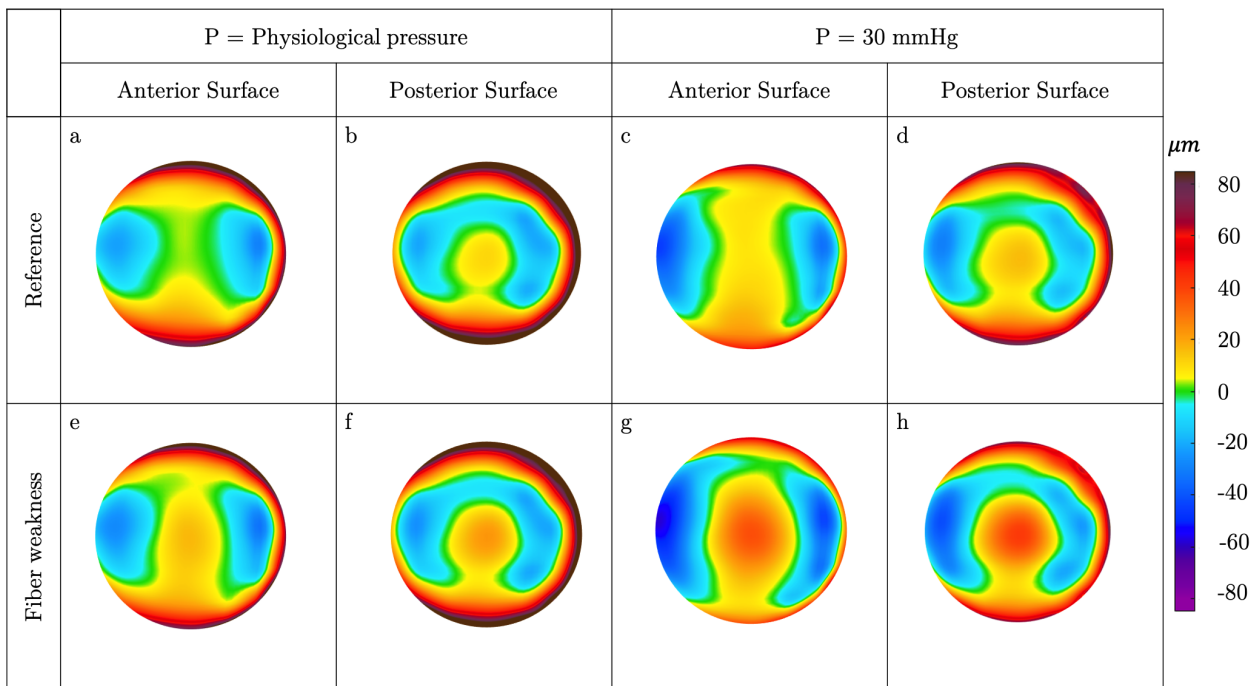 P = Physiological pressure
P = 30 mmHg
Anterior Surface
Posterior Surface
Anterior Surface
Posterior Surface
Reference
a
b
c
d
Fiber weakness
e
f
g
h
μm
80
60
40
20
0
-20
-40
-60
-80